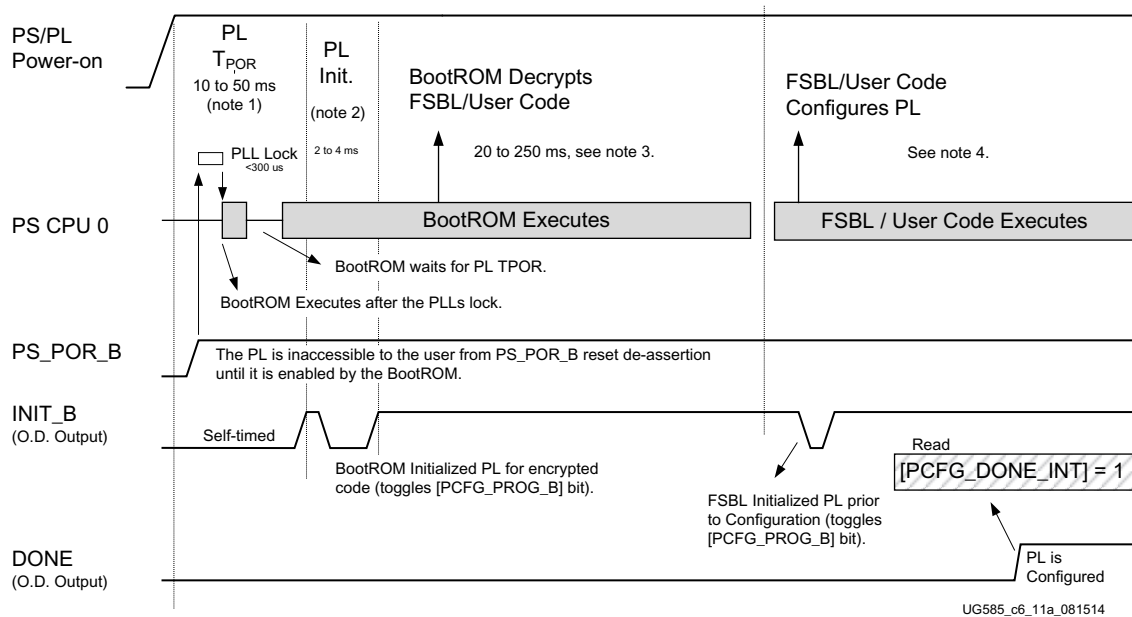 PS/PL
Power-on
PL
TPOR
10 to 50 ms
(note 1)
PL
Init.
(note 2)
2 to 4 ms
BootROM Decrypts
FSBL/User Code
20 to 250 ms, see note 3.
FSBL/User Code
Configures PL
See note 4.
PLL Lock
<300 us
PS CPU 0
BootROM Executes
FSBL / User Code Executes
BootROM waits for PL TPOR.
BootROM Executes after the PLLs lock.
PS_POR_B
The PL is inaccessible to the user from PS_POR_B reset de-assertion
until it is enabled by the BootROM.
INIT_B
(O.D. Output)
Self-timed
BootROM Initialized PL for encrypted
code (toggles [PCFG_PROG_B] bit).
FSBL Initialized PL prior
to Configuration (toggles
[PCFG_PROG_B] bit).
Read
[PCFG_DONE_INT] = 1
DONE
(O.D. Output)
PL is
Configured
UG585_c6_11a_081514